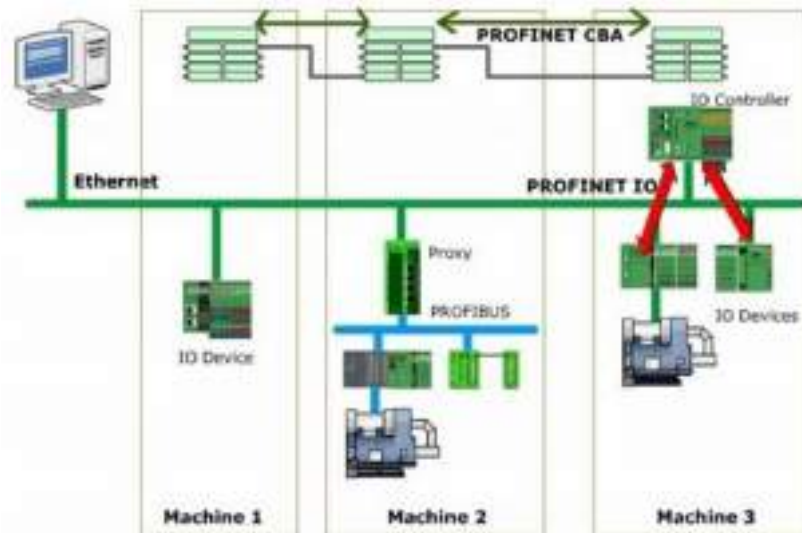 PROFINET CBA
IO Controller
Ethernet
PROFINET IO
Proxy
PROFIBUS
IO Device
IO Devices
Machine 1
Machine 2
Machine 3